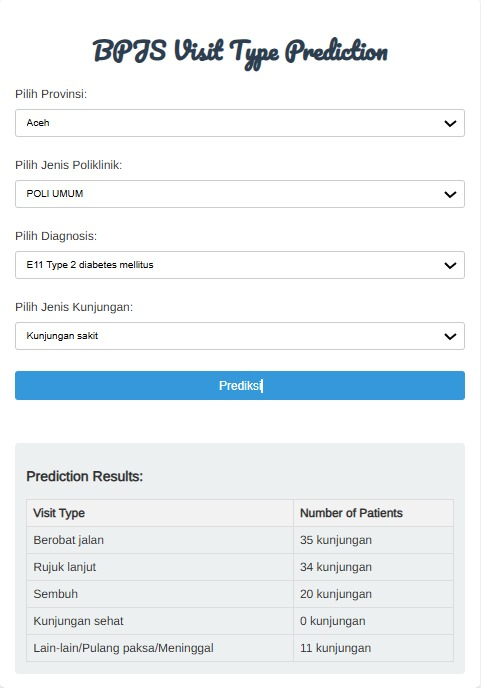 BPJS Visit Type Prediction
Pilih Provinsi:
Aceh
Pilih Jenis Poliklinik:
POLI UMUM
Pilih Diagnosis:
E11 Type 2 diabetes mellitus
Pilih Jenis Kunjungan:
Kunjungan sakit
Prediksi
Prediction Results:
Visit Type Number of Patients
Berobat jalan 35 kunjungan
Rujuk lanjut 34 kunjungan
Sembuh 20 kunjungan
Kunjungan sehat 0 kunjungan
Lain-lain/Pulang paksa/Meninggal 11 kunjungan